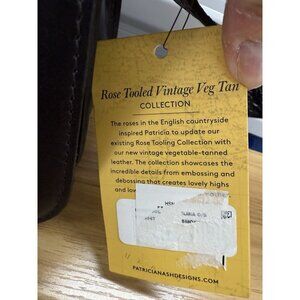 Rose Tooled Vintage Veg Tan
COLLECTION
The roses in the English countryside
inspired Patricia to update our
existing Rose Tooling Collection with
our new vintage vegetable-tanned
leather. The collection showcases the
incredible details from embossing and
debossing that creates lovely highs
and
PATRICIANASHDESIGNS.COM